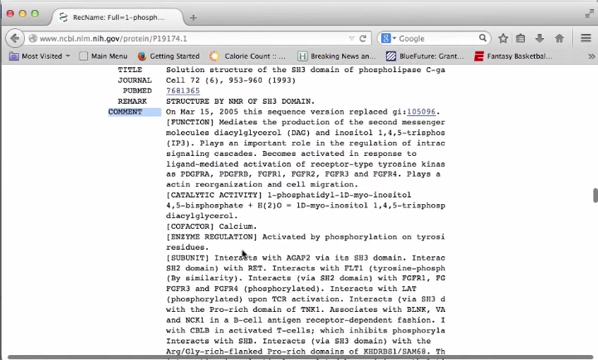 RecName: Full=1-phosph...
www.ncbi.nlm.nih.gov/protein/P19174.1
Google
Most Visited
Main Menu
Getting Started
Calorie Count :: ...
Breaking News an...
BlueFuture: Grant...
Fantasy Basketbal...
TITLE Solution structure of the SH3 domain of phospholipase C-ga
JOURNAL Cell 72 (6), 953-960 (1993)
PUBMED 7681365
REMARK STRUCTURE BY NMR OF SH3 DOMAIN.
COMMENT On Mar 15, 2005 this sequence version replaced gi:105096.
[FUNCTION] Mediates the production of the second messenger
molecules diacylglycerol (DAG) and inositol 1,4,5-trisphos
(IP3). Plays an important role in the regulation of intrac
signaling cascades. Becomes activated in response to
ligand-mediated activation of receptor-type tyrosine kinas
as PDGFRA, PDGFRB, FGFR1, FGFR2, FGFR3 and FGFR4. Plays a
actin reorganization and cell migration.
[CATALYTIC ACTIVITY] 1-phosphatidyl-1D-myo-inositol
4,5-bisphosphate + H(2)O = 1D-myo-inositol 1,4,5-trisphosp
diacylglycerol.
[COFACTOR] Calcium.
[ENZYME REGULATION] Activated by phosphorylation on tyrosi
residues.
[SUBUNIT] Interacts with AGAP2 via its SH3 domain. Interac
SH2 domain) with RET. Interacts with FLT1 (tyrosine-phosph
(By similarity). Interacts (via SH2 domain) with FGFR1, FG
FGFR3 and FGFR4 (phosphorylated). Interacts with LAT
(phosphorylated) upon TCR activation. Interacts (via SH3 d
with the Pro-rich domain of TNK1. Associates with BLNK, VA
and NCK1 in a B-cell antigen receptor-dependent fashion. I
with CBLB in activated T-cells; which inhibits phosphoryla
Interacts with SHB. Interacts (via SH3 domain) with the
Arg/Gly-rich-flanked Pro-rich domains of KHDRBS1/SAM68. Th